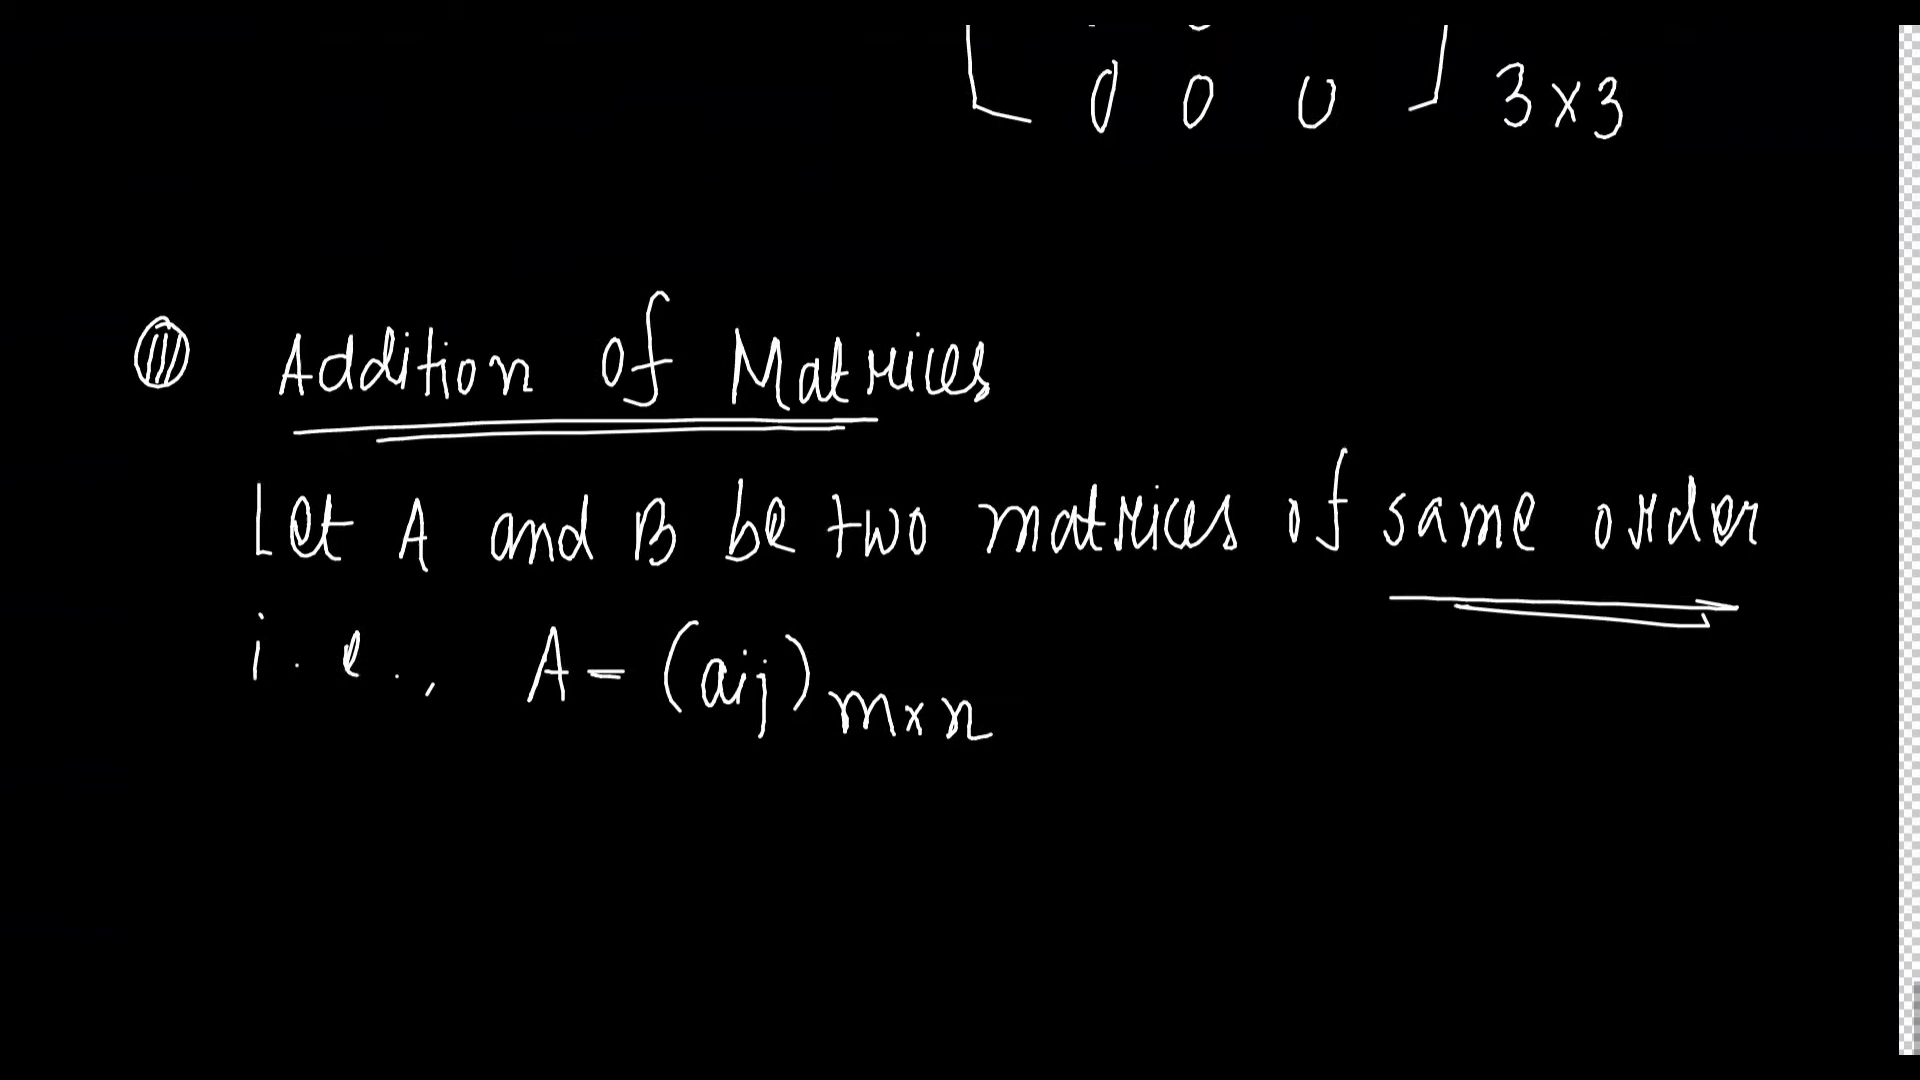 0 0 0 3x3
(III) Addition of Matrices
Let A and B be two matrices of same order
i.e., A = (aij) m x n